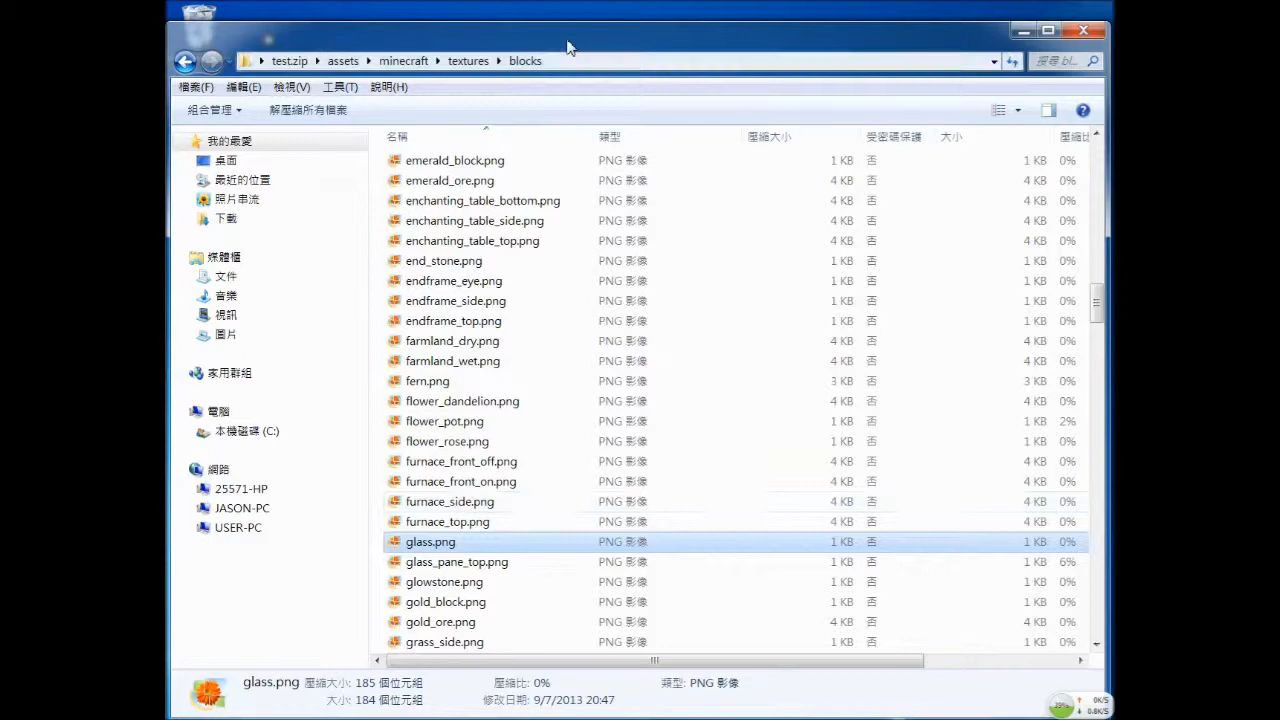 test.zip assets minecraft textures blocks 搜尋 bl...
檔案(F) 編輯(E) 檢視(V) 工具(T) 說明(H)
組合管理 解壓縮所有檔案
我的最愛
桌面
最近的位置
照片串流
下載
媒體櫃
文件
音樂
視訊
圖片
家用群組
電腦
本機磁碟 (C:)
網路
25571-HP
JASON-PC
USER-PC
名稱 類型 壓縮大小 受密碼保護 大小 壓縮比
emerald_block.png PNG 影像 1 KB 否 1 KB 0%
emerald_ore.png PNG 影像 4 KB 否 4 KB 0%
enchanting_table_bottom.png PNG 影像 4 KB 否 4 KB 0%
enchanting_table_side.png PNG 影像 4 KB 否 4 KB 0%
enchanting_table_top.png PNG 影像 4 KB 否 4 KB 0%
end_stone.png PNG 影像 1 KB 否 1 KB 0%
endframe_eye.png PNG 影像 1 KB 否 1 KB 0%
endframe_side.png PNG 影像 1 KB 否 1 KB 0%
endframe_top.png PNG 影像 1 KB 否 1 KB 0%
farmland_dry.png PNG 影像 4 KB 否 4 KB 0%
farmland_wet.png PNG 影像 4 KB 否 4 KB 0%
fern.png PNG 影像 3 KB 否 3 KB 0%
flower_dandelion.png PNG 影像 4 KB 否 4 KB 0%
flower_pot.png PNG 影像 1 KB 否 1 KB 2%
flower_rose.png PNG 影像 1 KB 否 1 KB 0%
furnace_front_off.png PNG 影像 4 KB 否 4 KB 0%
furnace_front_on.png PNG 影像 4 KB 否 4 KB 0%
furnace_side.png PNG 影像 4 KB 否 4 KB 0%
furnace_top.png PNG 影像 4 KB 否 4 KB 0%
glass.png PNG 影像 1 KB 否 1 KB 0%
glass_pane_top.png PNG 影像 1 KB 否 1 KB 6%
glowstone.png PNG 影像 1 KB 否 1 KB 0%
gold_block.png PNG 影像 1 KB 否 1 KB 0%
gold_ore.png PNG 影像 4 KB 否 4 KB 0%
grass_side.png PNG 影像 1 KB 否 1 KB 0%
glass.png 壓縮大小: 185 個位元組 壓縮比: 0% 類型: PNG 影像
大小: 184 個位元組 修改日期: 9/7/2013 20:47
0K/S
0.8K/S